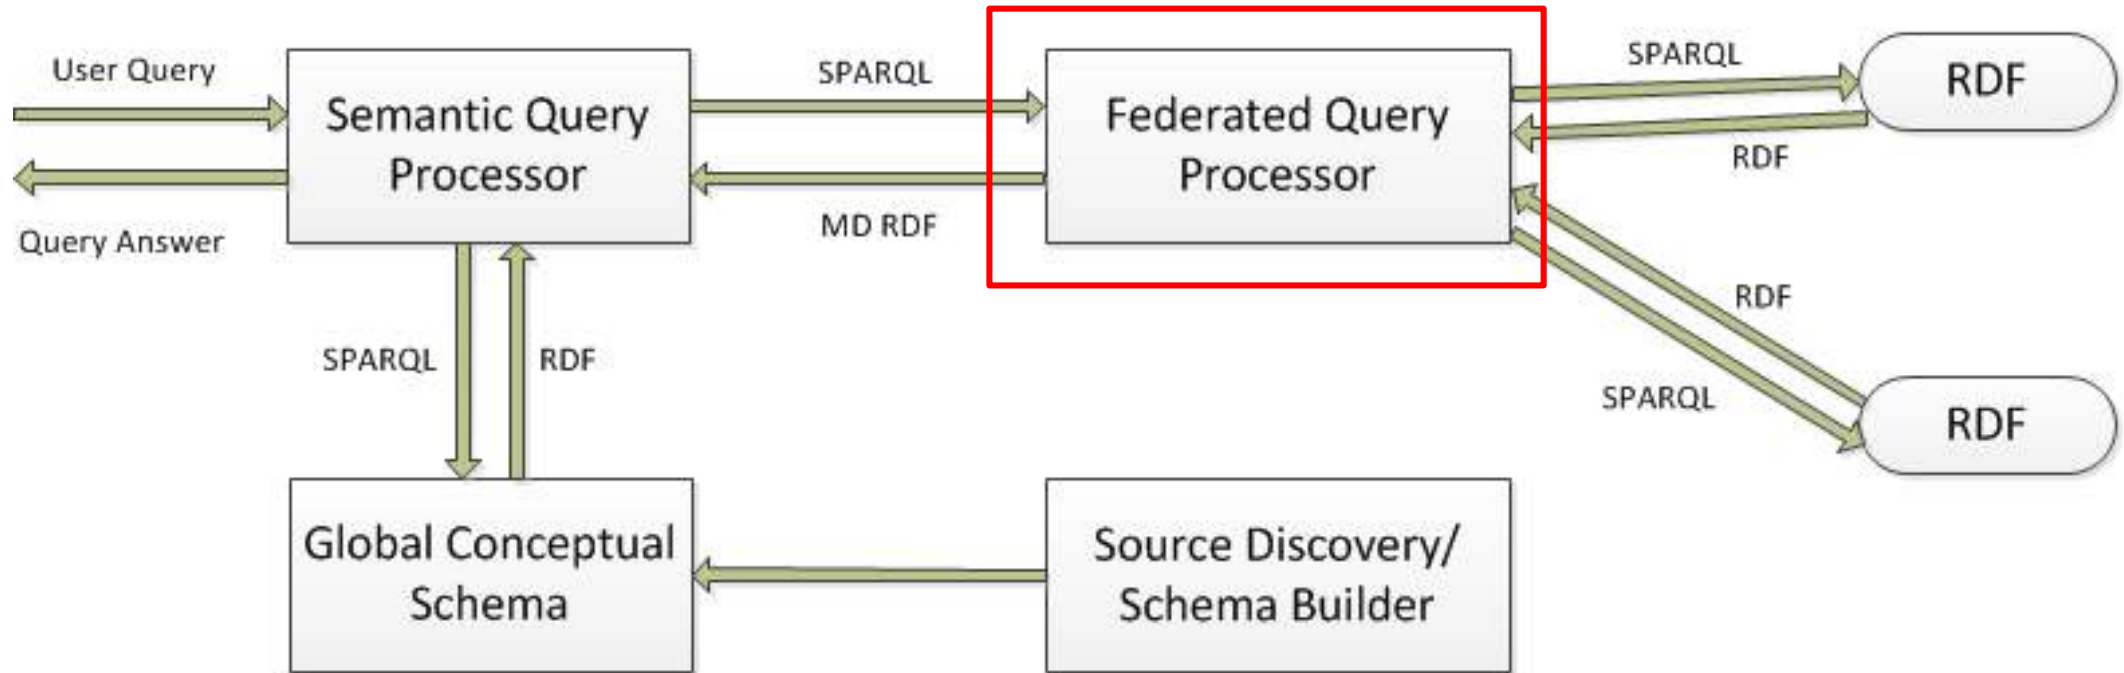 User Query
Query Answer
Semantic Query
Processor
SPARQL
MD RDF
Federated Query
Processor
SPARQL
RDF
RDF
RDF
SPARQL
RDF
SPARQL
RDF
Global Conceptual
Schema
Source Discovery/
Schema Builder